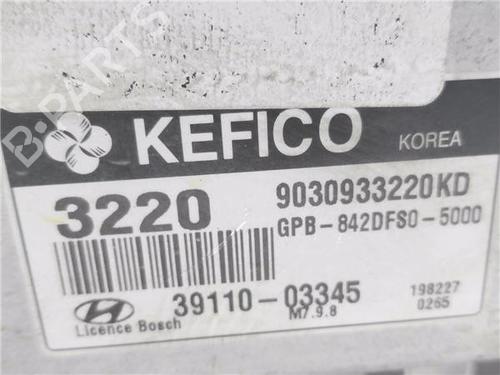 B-PARTS
KEFICO
KOREA
3220
9030933220KD
GPB-842DFS0-5000
39110-03345
198227
0265
M7.9.8
Licence Bosch